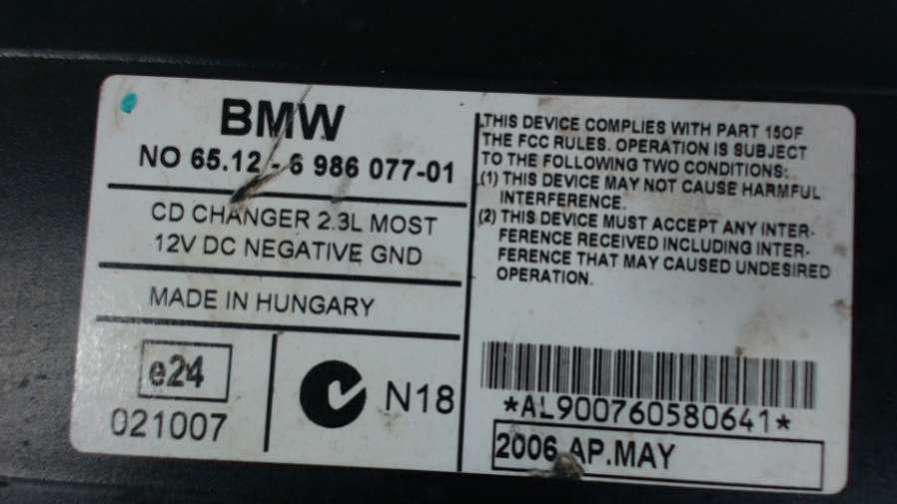 BMW
NO 65.12 - 6 986 077-01
CD CHANGER 2.3L MOST
12V DC NEGATIVE GND
MADE IN HUNGARY
e24
021007
N18
THIS DEVICE COMPLIES WITH PART 15OF
THE FCC RULES. OPERATION IS SUBJECT
TO THE FOLLOWING TWO CONDITIONS:
(1) THIS DEVICE MAY NOT CAUSE HARMFUL
INTERFERENCE.
(2) THIS DEVICE MUST ACCEPT ANY INTER-
FERENCE RECEIVED INCLUDING INTER-
FERENCE THAT MAY CAUSED UNDESIRED
OPERATION.
*AL900760580641*
2006 AP.MAY